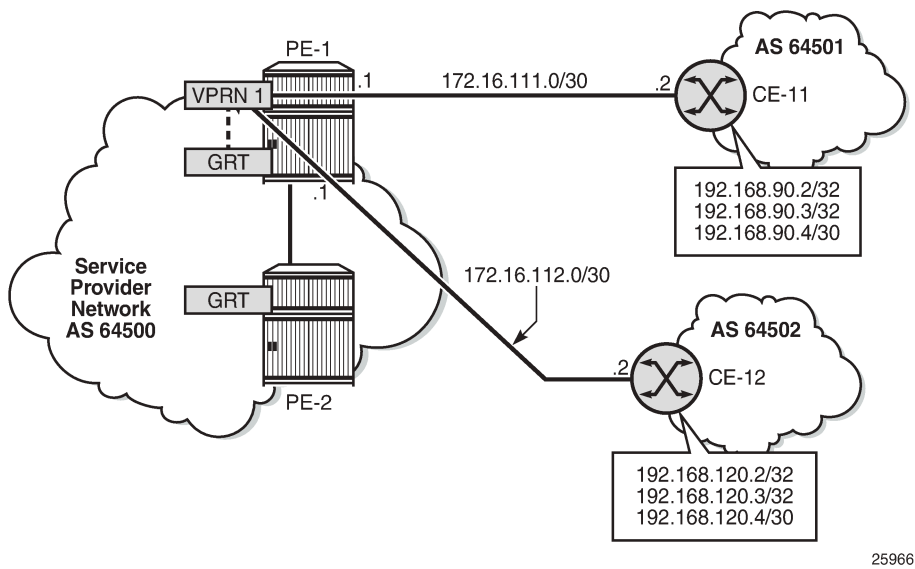 PE-1
AS 64501
VPRN 1
.1
172.16.111.0/30
.2
CE-11
GRT
.1
192.168.90.2/32
192.168.90.3/32
192.168.90.4/30
Service
Provider
Network
AS 64500
GRT
172.16.112.0/30
AS 64502
.2
CE-12
PE-2
192.168.120.2/32
192.168.120.3/32
192.168.120.4/30
25966